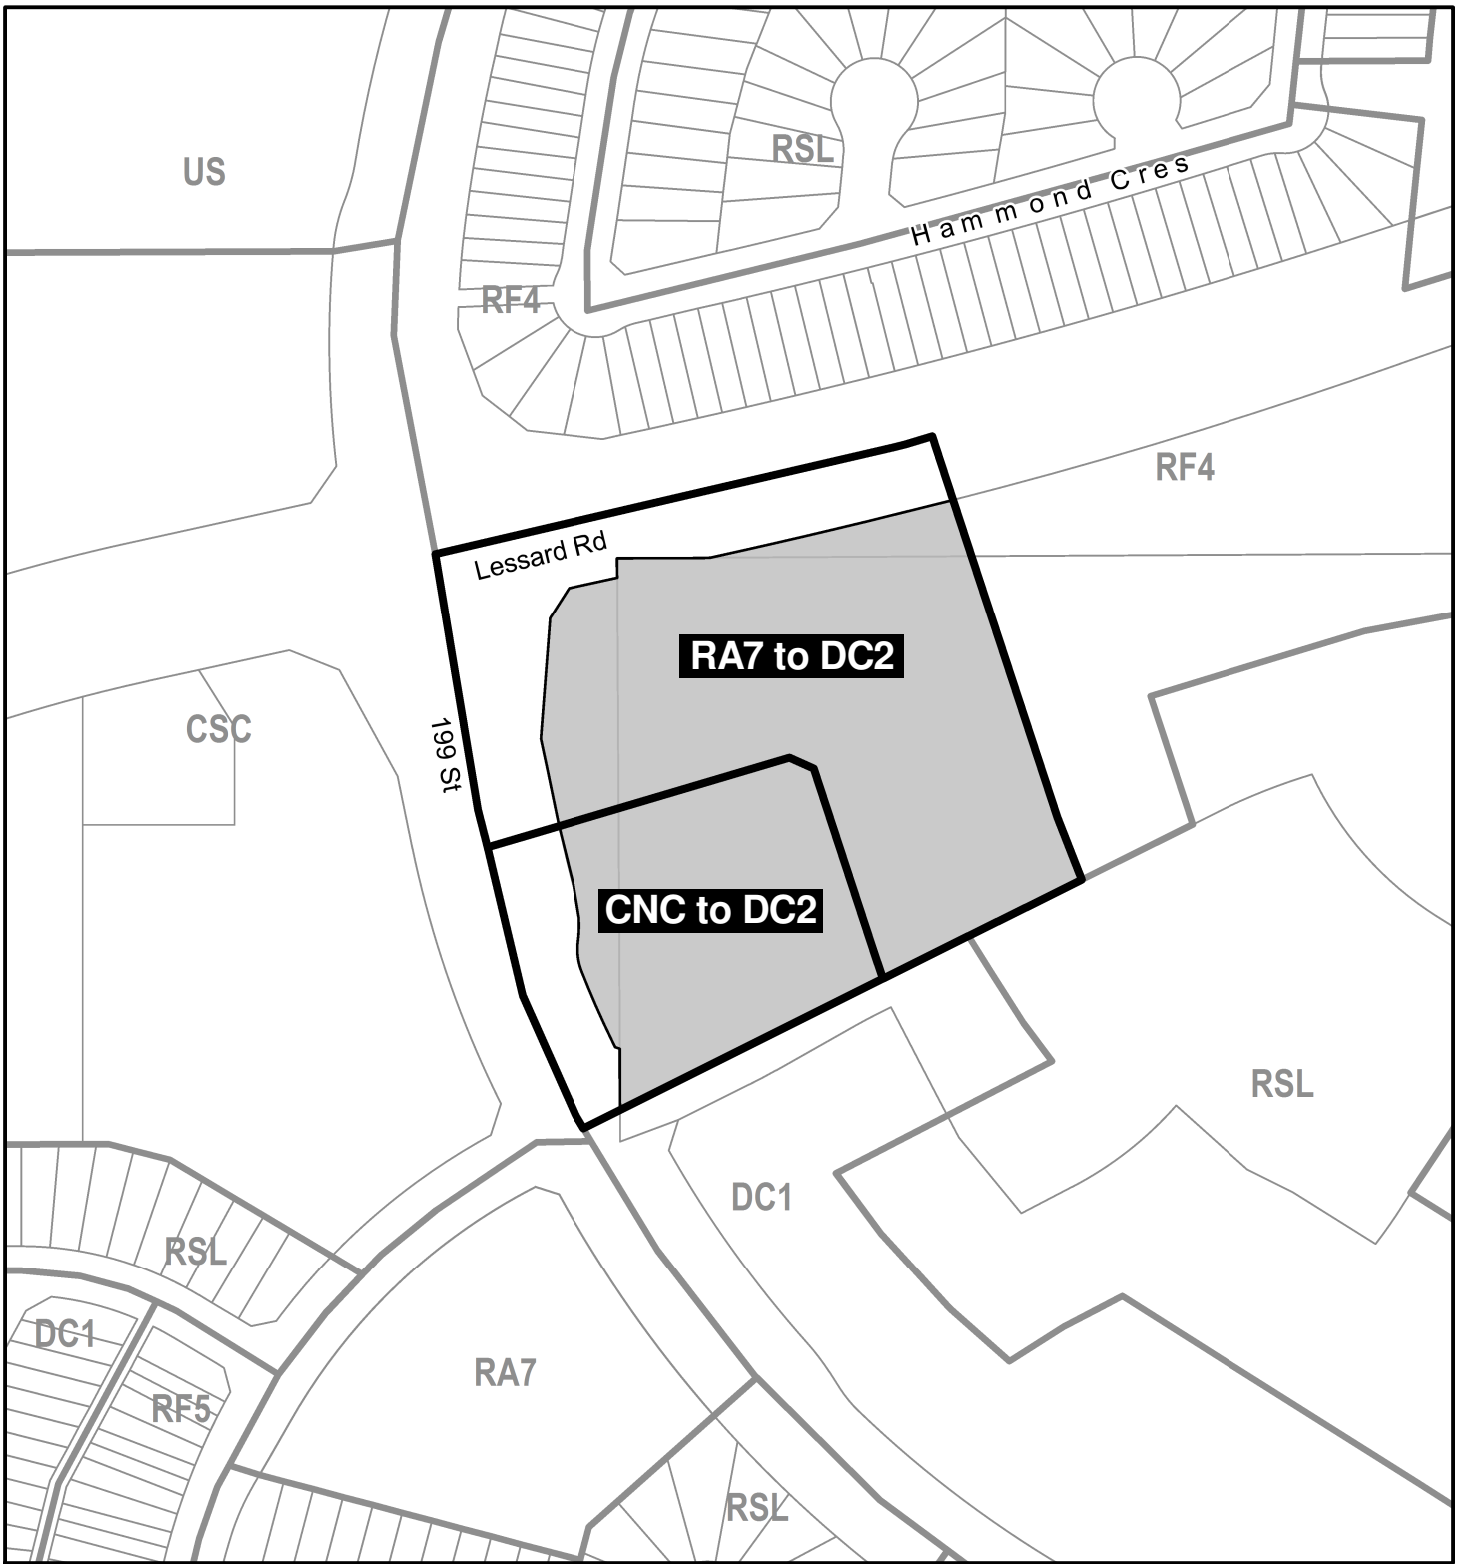 US
RSL
Hammond Cres
RF4
RF4
Lessard Rd
RA7 to DC2
CSC
199 St
CNC to DC2
RSL
DC1
RSL
DC1
RA7
RF5
RSL